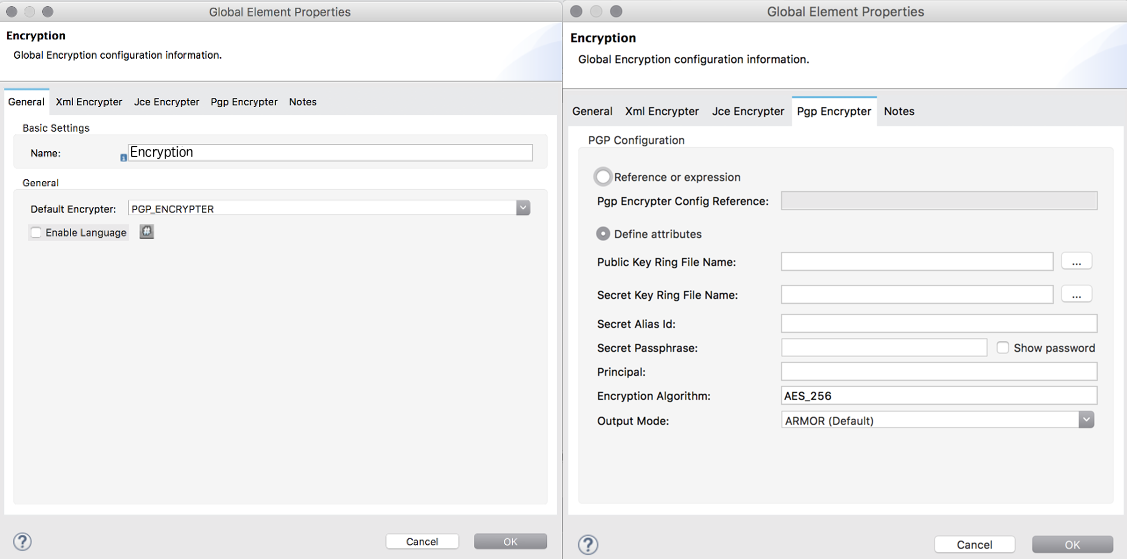 Global Element Properties
Encryption
Global Encryption configuration information.
General Xml Encrypter Jce Encrypter Pgp Encrypter Notes
Basic Settings
Name: Encryption
General
Default Encrypter: PGP_ENCRYPTER
Enable Language #
? Cancel OK
Global Element Properties
Encryption
Global Encryption configuration information.
General Xml Encrypter Jce Encrypter Pgp Encrypter Notes
PGP Configuration
Reference or expression
Pgp Encrypter Config Reference:
Define attributes
Public Key Ring File Name: ...
Secret Key Ring File Name: ...
Secret Alias Id:
Secret Passphrase: Show password
Principal:
Encryption Algorithm: AES_256
Output Mode: ARMOR (Default)
? Cancel OK